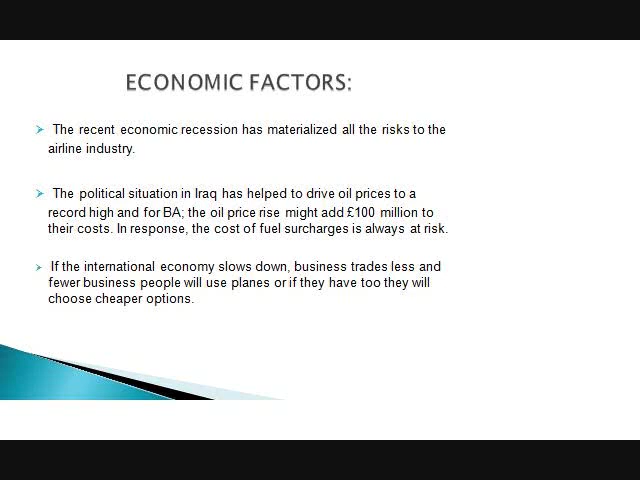 ECONOMIC FACTORS:
The recent economic recession has materialized all the risks to the
airline industry.
The political situation in Iraq has helped to drive oil prices to a
record high and for BA; the oil price rise might add £100 million to
their costs. In response, the cost of fuel surcharges is always at risk.
If the international economy slows down, business trades less and
fewer business people will use planes or if they have too they will
choose cheaper options.